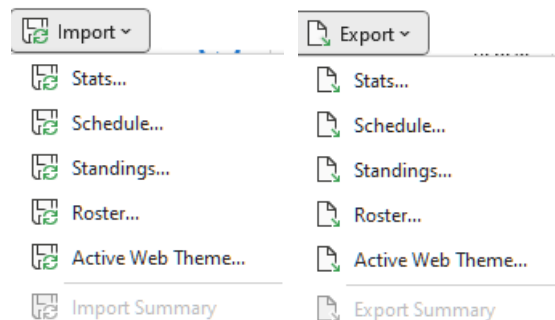 Import
Stats...
Schedule...
Standings...
Roster...
Active Web Theme...
Import Summary
Export
Stats...
Schedule...
Standings...
Roster...
Active Web Theme...
Export Summary